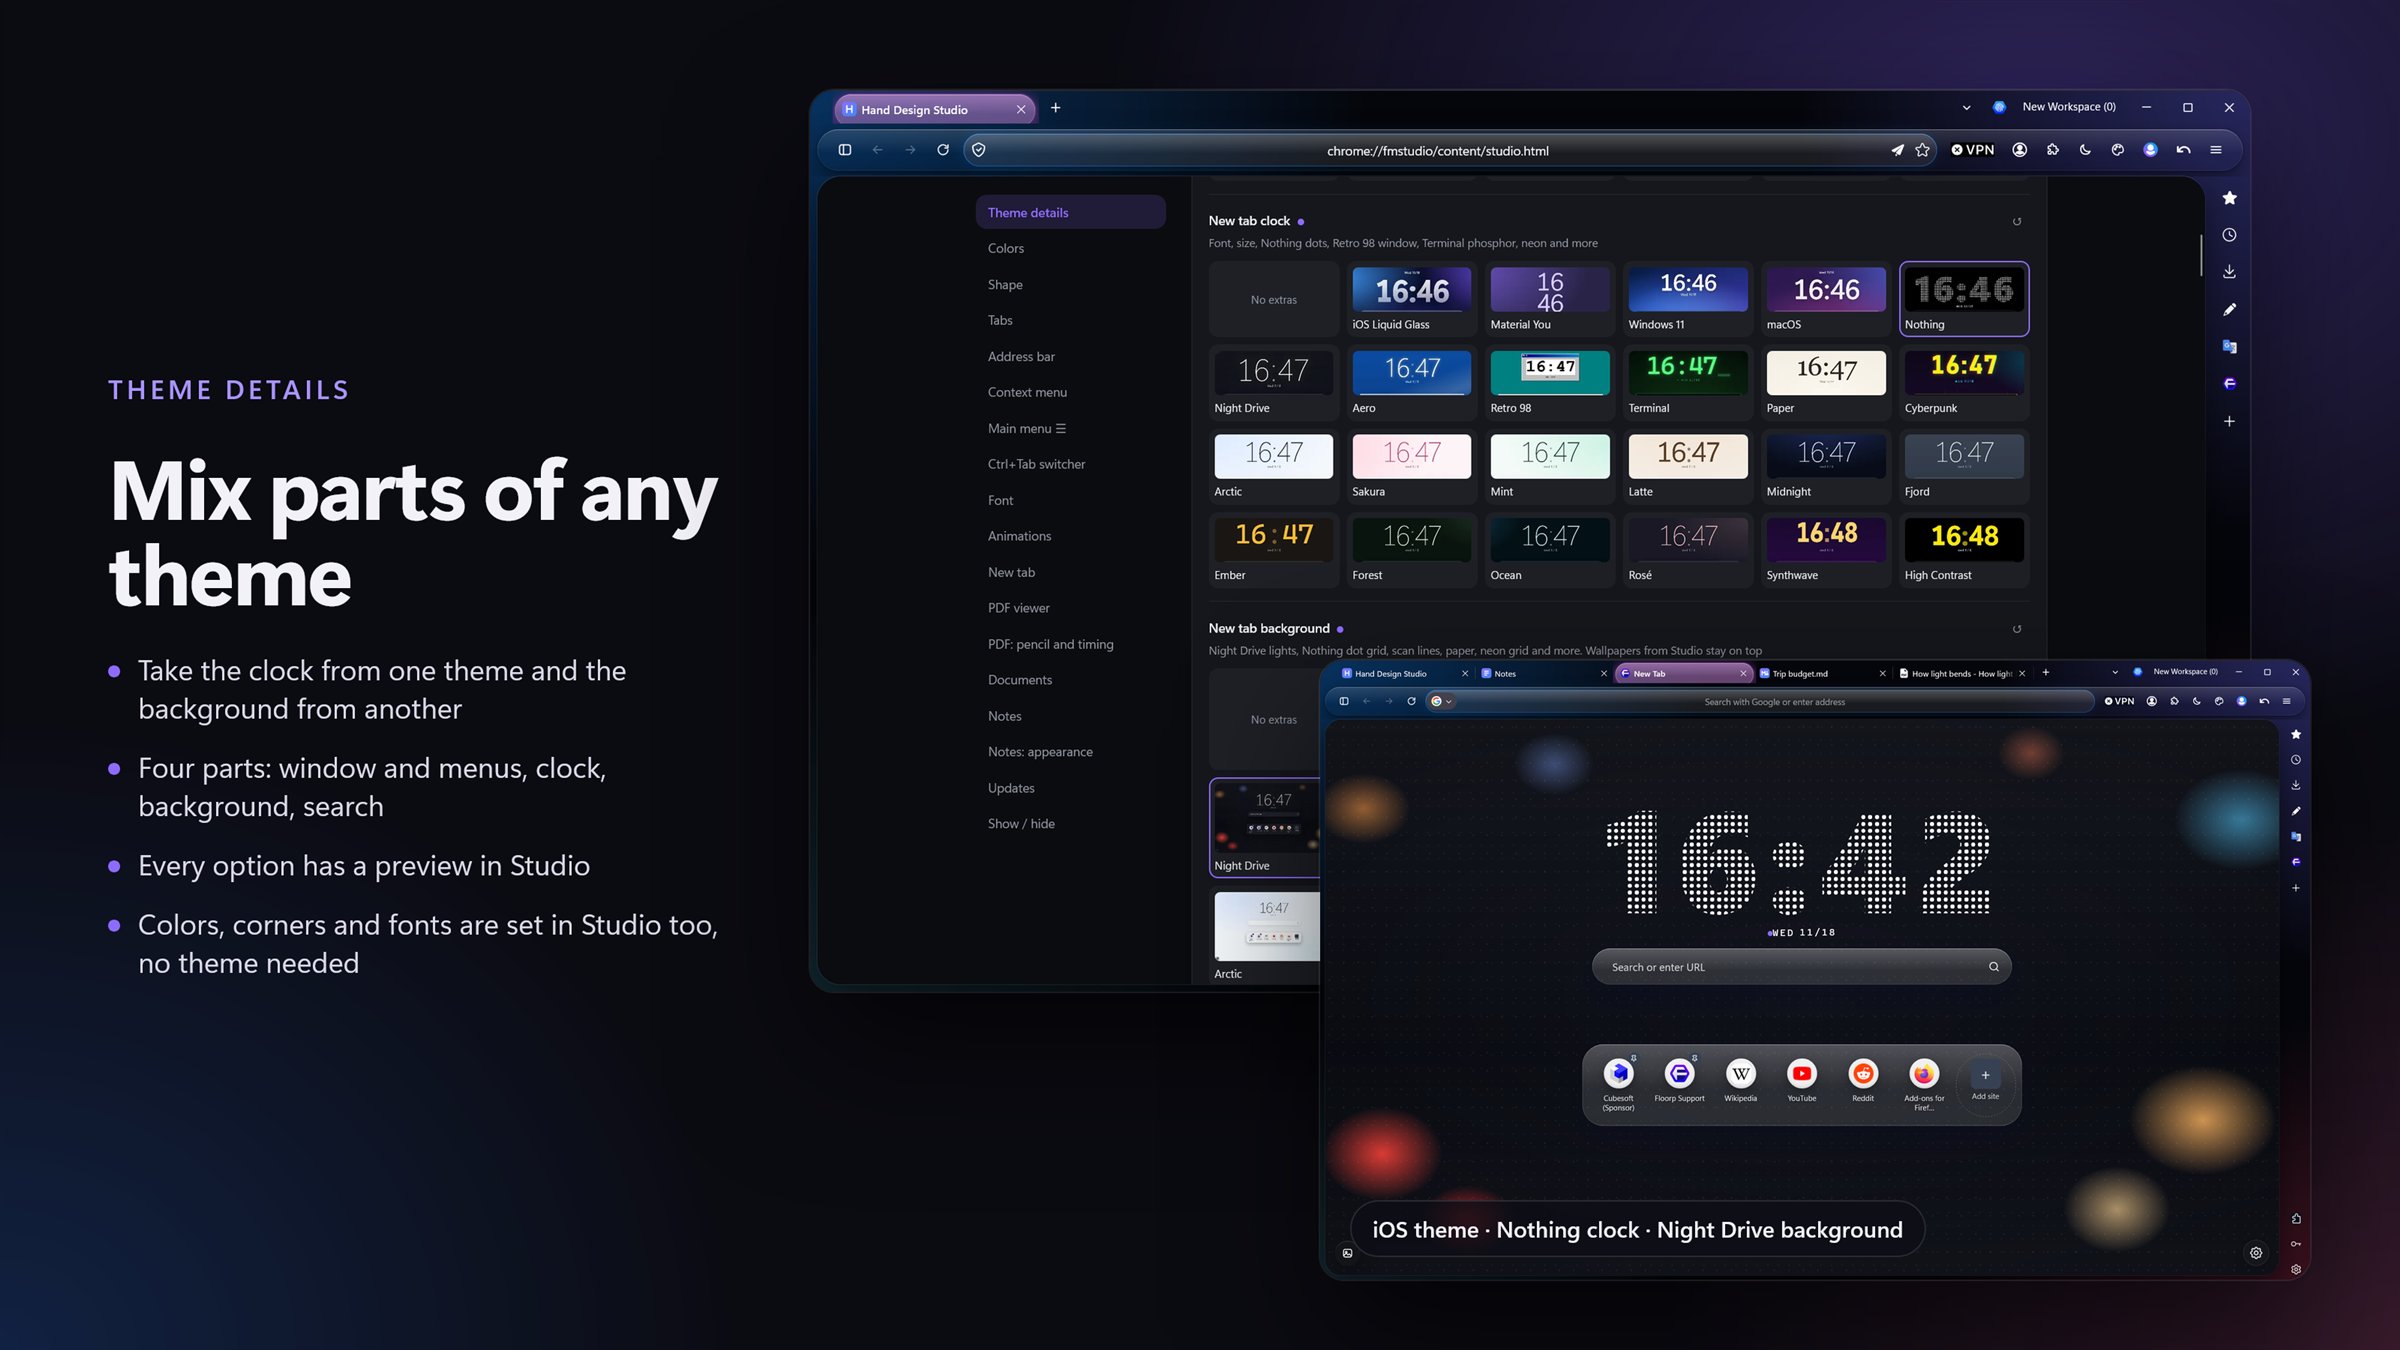 THEME DETAILS
Mix parts of any
theme
Take the clock from one theme and the
background from another
Four parts: window and menus, clock,
background, search
Every option has a preview in Studio
Colors, corners and fonts are set in Studio too,
no theme needed
Hand Design Studio
New Workspace (0)
chrome://fmstudio/content/studio.html
VPN
Theme details
Colors
Shape
Tabs
Address bar
Context menu
Main menu ☰
Ctrl+Tab switcher
Font
Animations
New tab
PDF viewer
PDF: pencil and timing
Documents
Notes
Notes: appearance
Updates
Show / hide
New tab clock
Font, size, Nothing dots, Retro 98 window, Terminal phosphor, neon and more
No extras
16:46
iOS Liquid Glass
16
46
Material You
16:46
Windows 11
16:46
macOS
16:46
Nothing
16:47
Night Drive
16:47
Aero
16:47
Retro 98
16:47_
Terminal
16:47
Paper
16:47
Cyberpunk
16:47
Arctic
16:47
Sakura
16:47
Mint
16:47
Latte
16:47
Midnight
16:47
Fjord
16:47
Ember
16:47
Forest
16:47
Ocean
16:47
Rosé
16:48
Synthwave
16:48
High Contrast
New tab background
Night Drive lights, Nothing dot grid, scan lines, paper, neon grid and more. Wallpapers from Studio stay on top
No extras
16:47
Night Drive
16:47
Arctic
Hand Design Studio
Notes
New Tab
Trip budget.md
How light bends - How light
New Workspace (0)
Search with Google or enter address
VPN
16:42
WED 11/18
Search or enter URL
Cubesoft
(Sponsor)
Floorp Support
Wikipedia
YouTube
Reddit
Add-ons for
Firef...
Add site
iOS theme · Nothing clock · Night Drive background